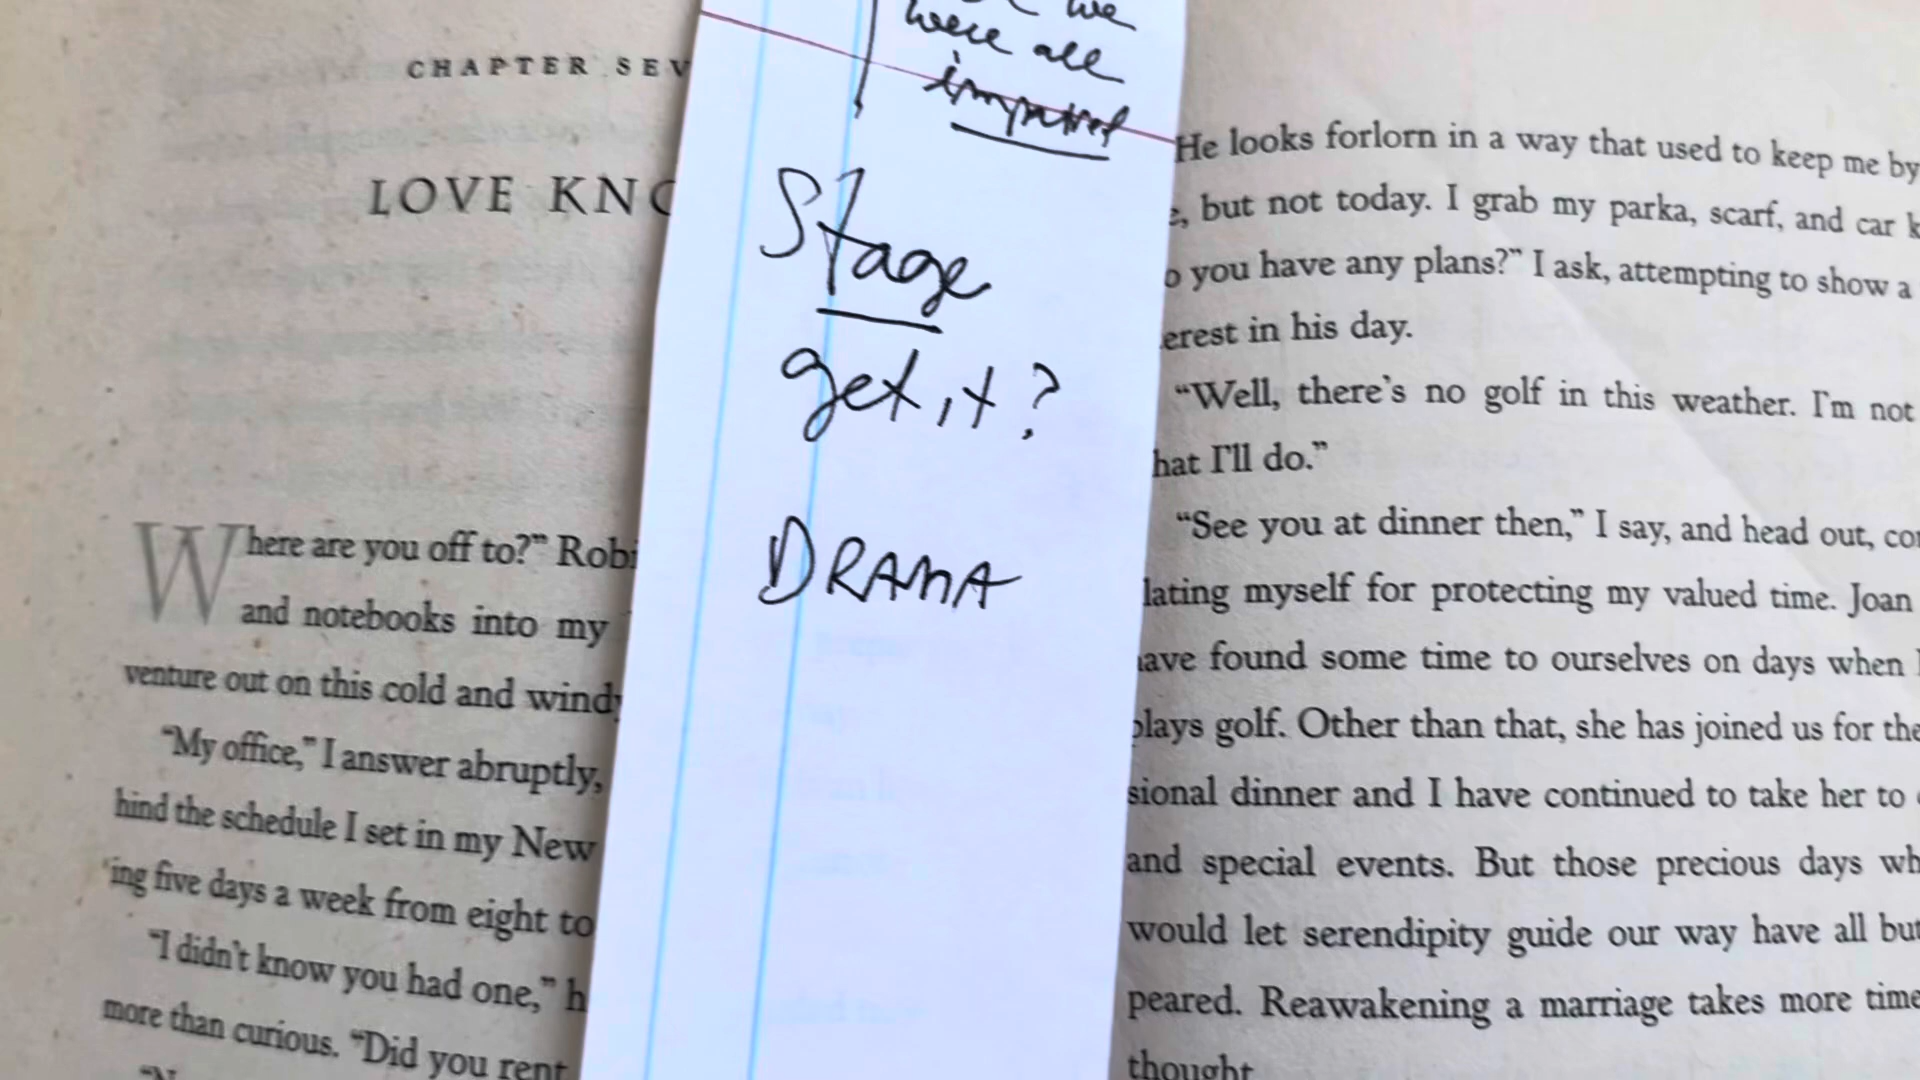 CHAPTER SEV
LOVE KNO
Where are you off to?” Robi
and notebooks into my
venture out on this cold and windy
“My office,” I answer abruptly,
hind the schedule I set in my New
ing five days a week from eight to
“I didn't know you had one,” h
more than curious. “Did you rent
we
were all
Stage
get it?
DRAMA
He looks forlorn in a way that used to keep me by
, but not today. I grab my parka, scarf, and car k
o you have any plans?” I ask, attempting to show a
erest in his day.
“Well, there's no golf in this weather. I'm not
hat I'll do.”
“See you at dinner then,” I say, and head out, con
lating myself for protecting my valued time. Joan
have found some time to ourselves on days when
plays golf. Other than that, she has joined us for the
sional dinner and I have continued to take her to
and special events. But those precious days wh
would let serendipity guide our way have all but
peared. Reawakening a marriage takes more time
thought